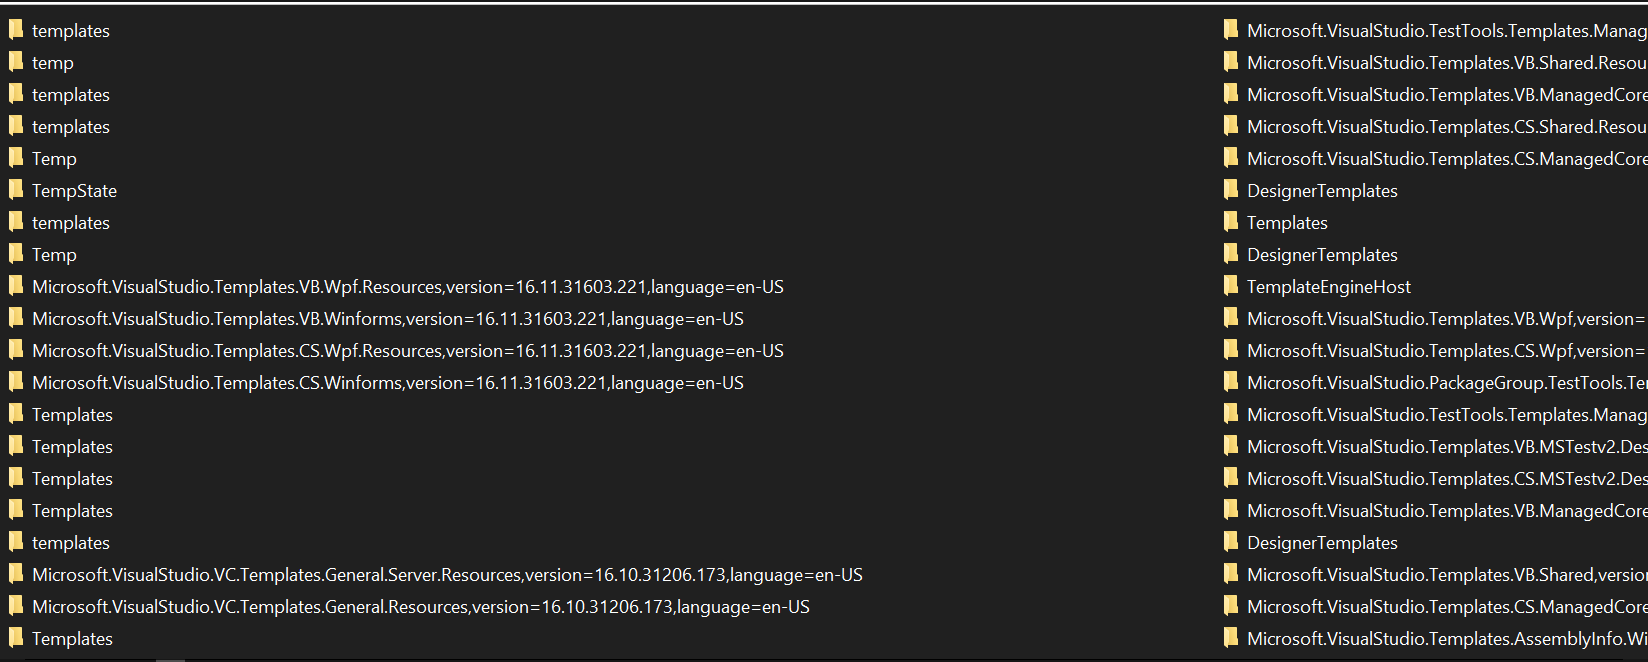 templates
temp
templates
templates
Temp
TempState
templates
Temp
Microsoft.VisualStudio.Templates.VB.Wpf.Resources,version=16.11.31603.221,language=en-US
Microsoft.VisualStudio.Templates.VB.Winforms,version=16.11.31603.221,language=en-US
Microsoft.VisualStudio.Templates.CS.Wpf.Resources,version=16.11.31603.221,language=en-US
Microsoft.VisualStudio.Templates.CS.Winforms,version=16.11.31603.221,language=en-US
Templates
Templates
Templates
Templates
templates
Microsoft.VisualStudio.VC.Templates.General.Server.Resources,version=16.10.31206.173,language=en-US
Microsoft.VisualStudio.VC.Templates.General.Resources,version=16.10.31206.173,language=en-US
Templates
Microsoft.VisualStudio.TestTools.Templates.Manag
Microsoft.VisualStudio.Templates.VB.Shared.Resou
Microsoft.VisualStudio.Templates.VB.ManagedCore
Microsoft.VisualStudio.Templates.CS.Shared.Resou
Microsoft.VisualStudio.Templates.CS.ManagedCore
DesignerTemplates
Templates
DesignerTemplates
TemplateEngineHost
Microsoft.VisualStudio.Templates.VB.Wpf,version=
Microsoft.VisualStudio.Templates.CS.Wpf,version=
Microsoft.VisualStudio.PackageGroup.TestTools.Te
Microsoft.VisualStudio.TestTools.Templates.Manag
Microsoft.VisualStudio.Templates.VB.MSTestv2.Des
Microsoft.VisualStudio.Templates.CS.MSTestv2.Des
Microsoft.VisualStudio.Templates.VB.ManagedCore
DesignerTemplates
Microsoft.VisualStudio.Templates.VB.Shared,versio
Microsoft.VisualStudio.Templates.CS.ManagedCore
Microsoft.VisualStudio.Templates.AssemblyInfo.Wi